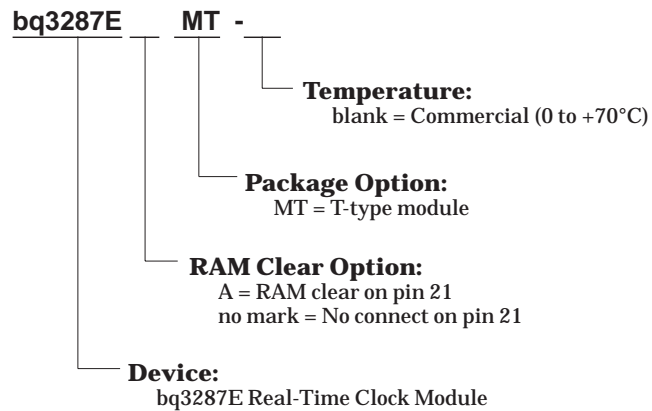 bq3287E MT -
Temperature:
blank = Commercial (0 to +70°C)
Package Option:
MT = T-type module
RAM Clear Option:
A = RAM clear on pin 21
no mark = No connect on pin 21
Device:
bq3287E Real-Time Clock Module